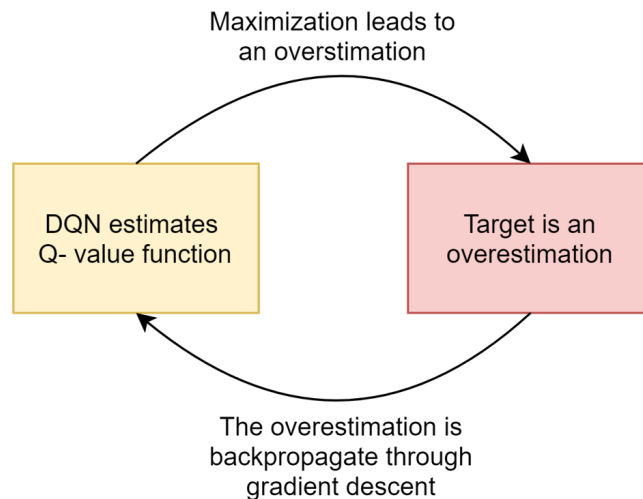 Maximization leads to
an overstimation
DQN estimates
Q- value function
Target is an
overestimation
The overestimation is
backpropagate through
gradient descent